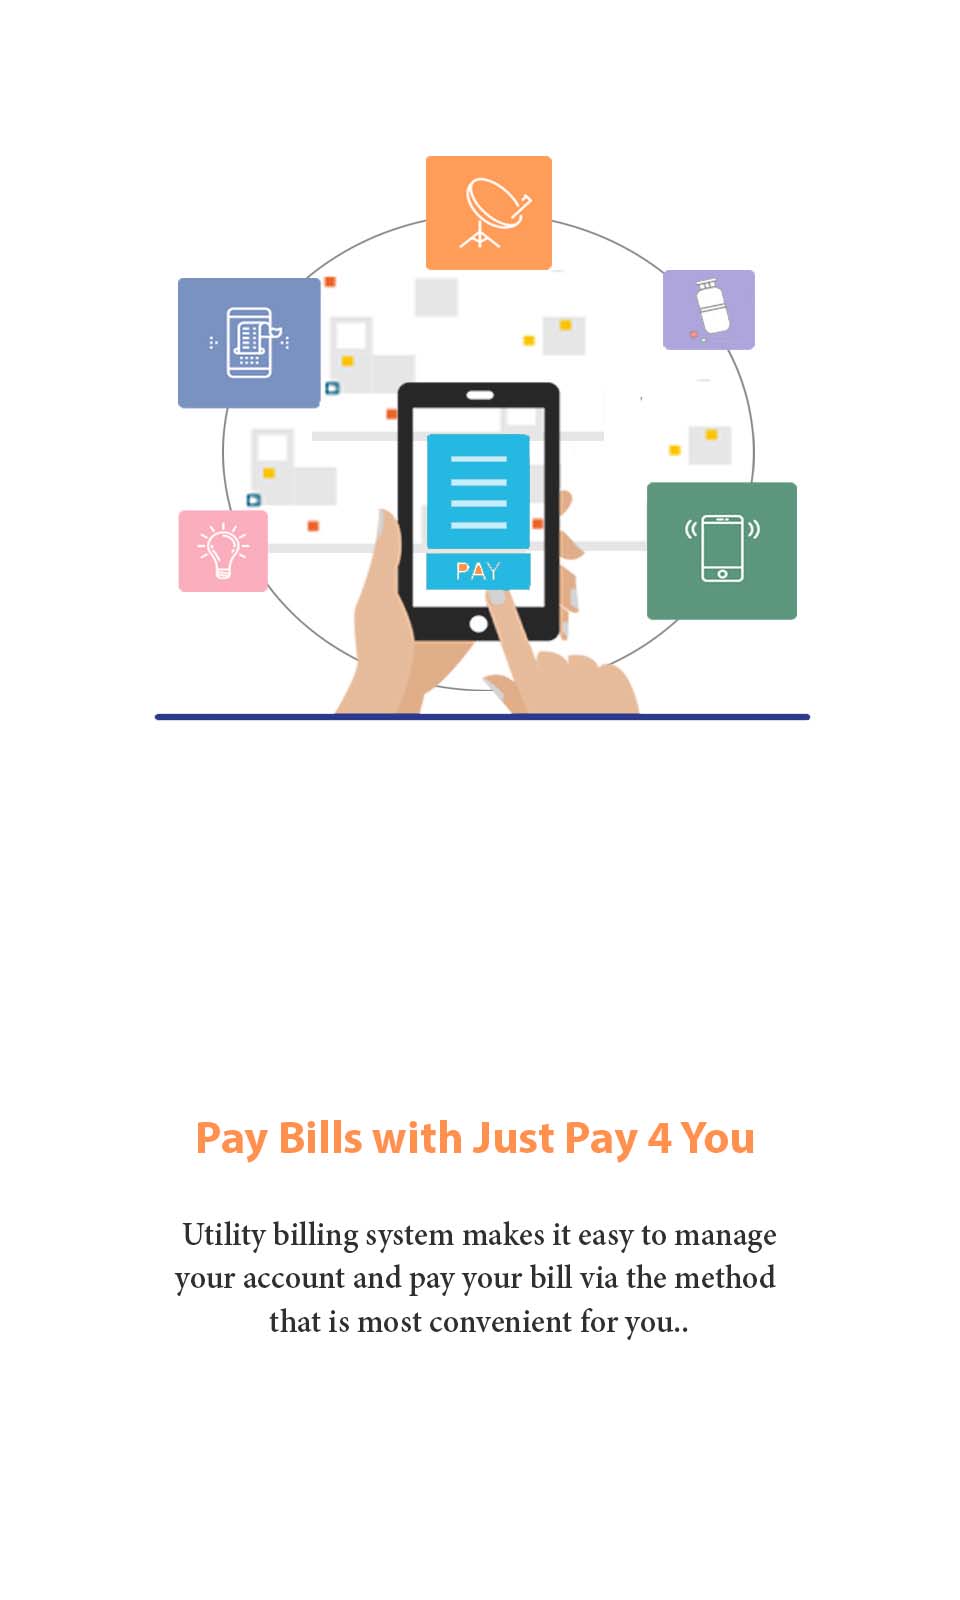 PAY
Pay Bills with Just Pay 4 You
Utility billing system makes it easy to manage
your account and pay your bill via the method
that is most convenient for you..